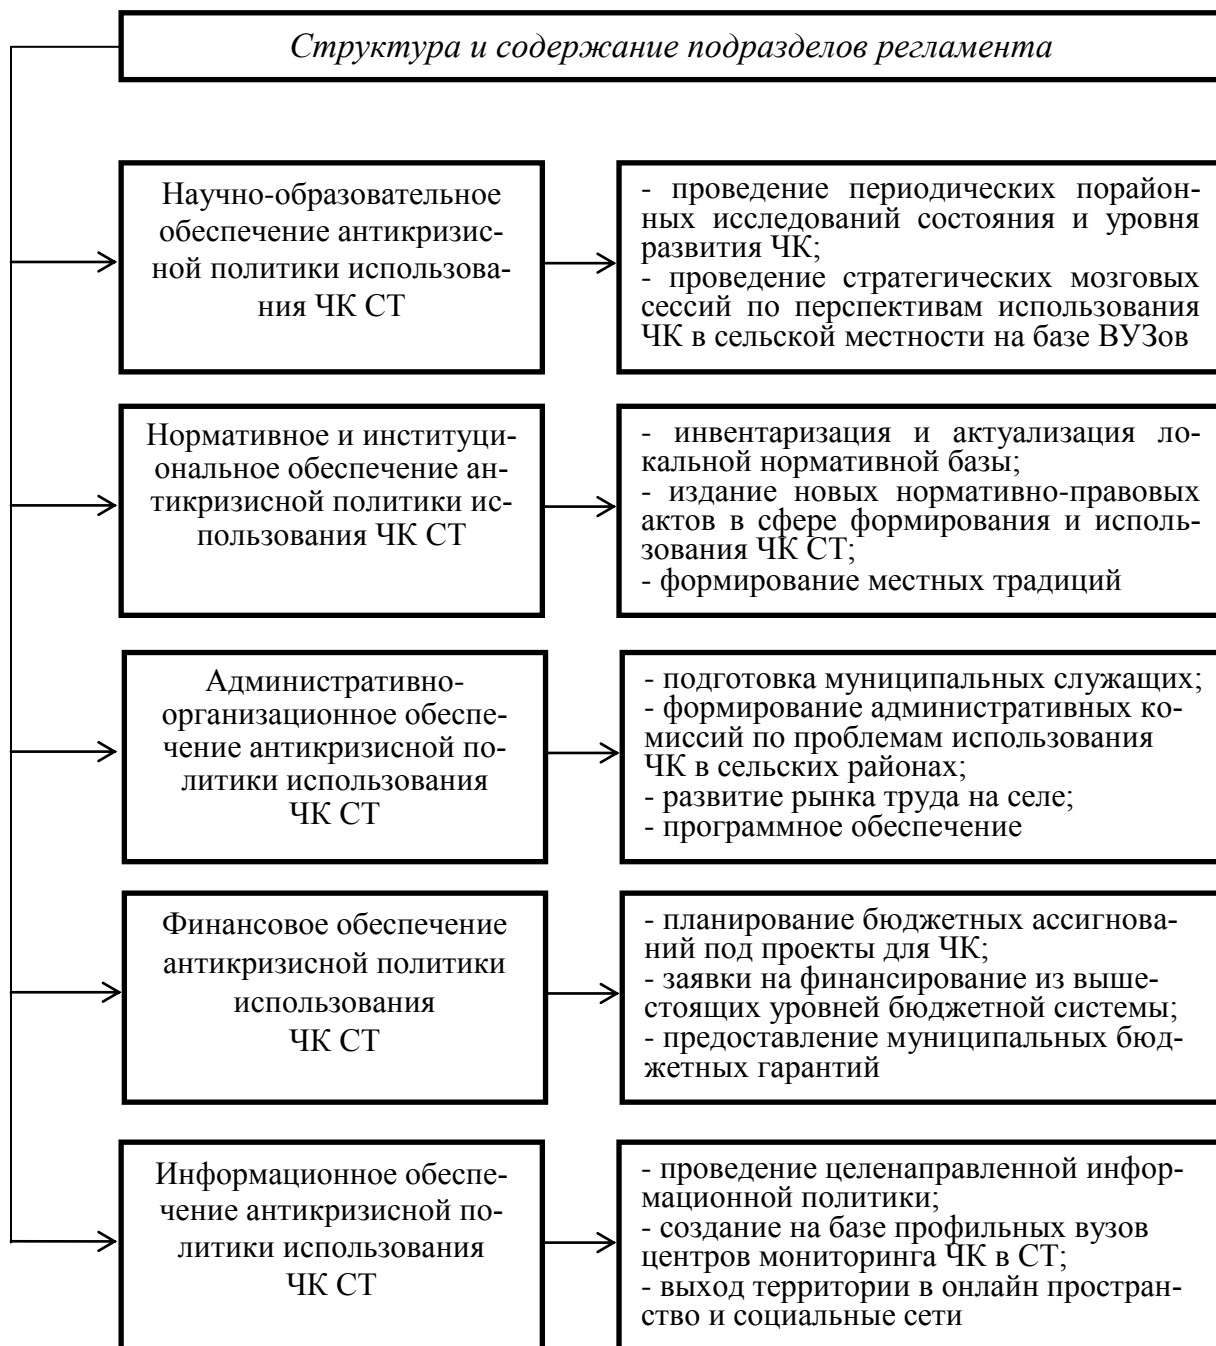 Структура и содержание подразделов регламента
Научно-образовательное
обеспечение антикризис-
ной политики использова-
ния ЧК СТ
- проведение периодических порайон-
ных исследований состояния и уровня
развития ЧК;
- проведение стратегических мозговых
сессий по перспективам использования
ЧК в сельской местности на базе ВУЗов
Нормативное и институци-
ональное обеспечение ан-
тикризисной политики ис-
пользования ЧК СТ
- инвентаризация и актуализация ло-
кальной нормативной базы;
- издание новых нормативно-правовых
актов в сфере формирования и исполь-
зования ЧК СТ;
- формирование местных традиций
Административно-
организационное обеспе-
чение антикризисной по-
литики использования
ЧК СТ
- подготовка муниципальных служащих;
- формирование административных ко-
миссий по проблемам использования
ЧК в сельских районах;
- развитие рынка труда на селе;
- программное обеспечение
Финансовое обеспечение
антикризисной политики
использования
ЧК СТ
- планирование бюджетных ассигнова-
ний под проекты для ЧК;
- заявки на финансирование из выше-
стоящих уровней бюджетной системы;
- предоставление муниципальных бюд-
жетных гарантий
Информационное обеспе-
чение антикризисной по-
литики использования
ЧК СТ
- проведение целенаправленной инфор-
мационной политики;
- создание на базе профильных вузов
центров мониторинга ЧК в СТ;
- выход территории в онлайн простран-
ство и социальные сети